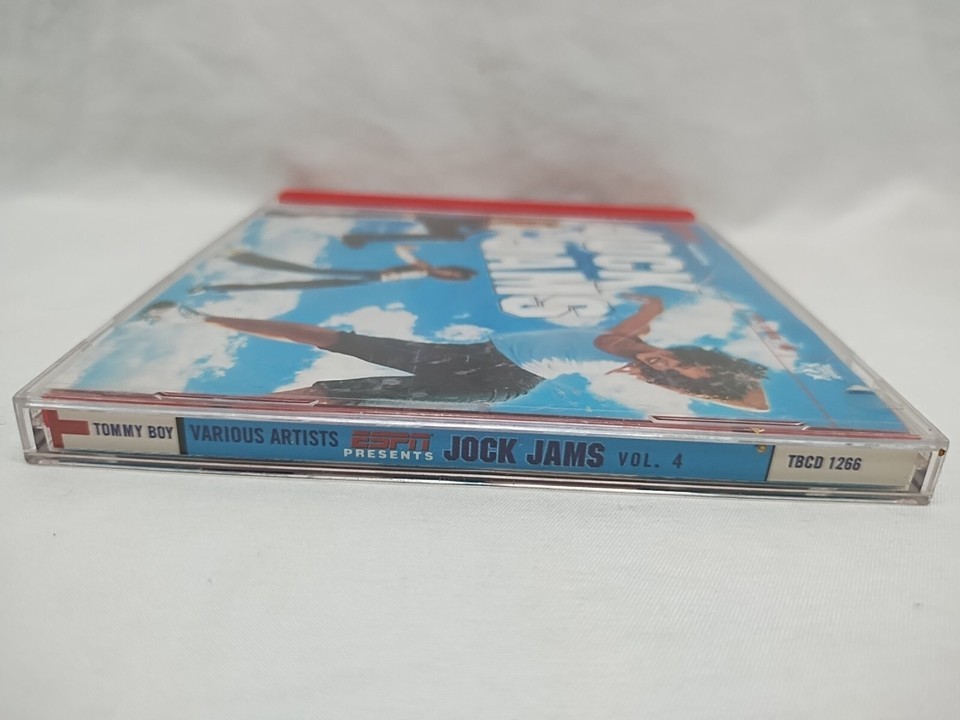 TOMMY BOY
VARIOUS ARTISTS ESPN PRESENTS JOCK JAMS VOL. 4
TBCD 1266
JOCK
JAMS